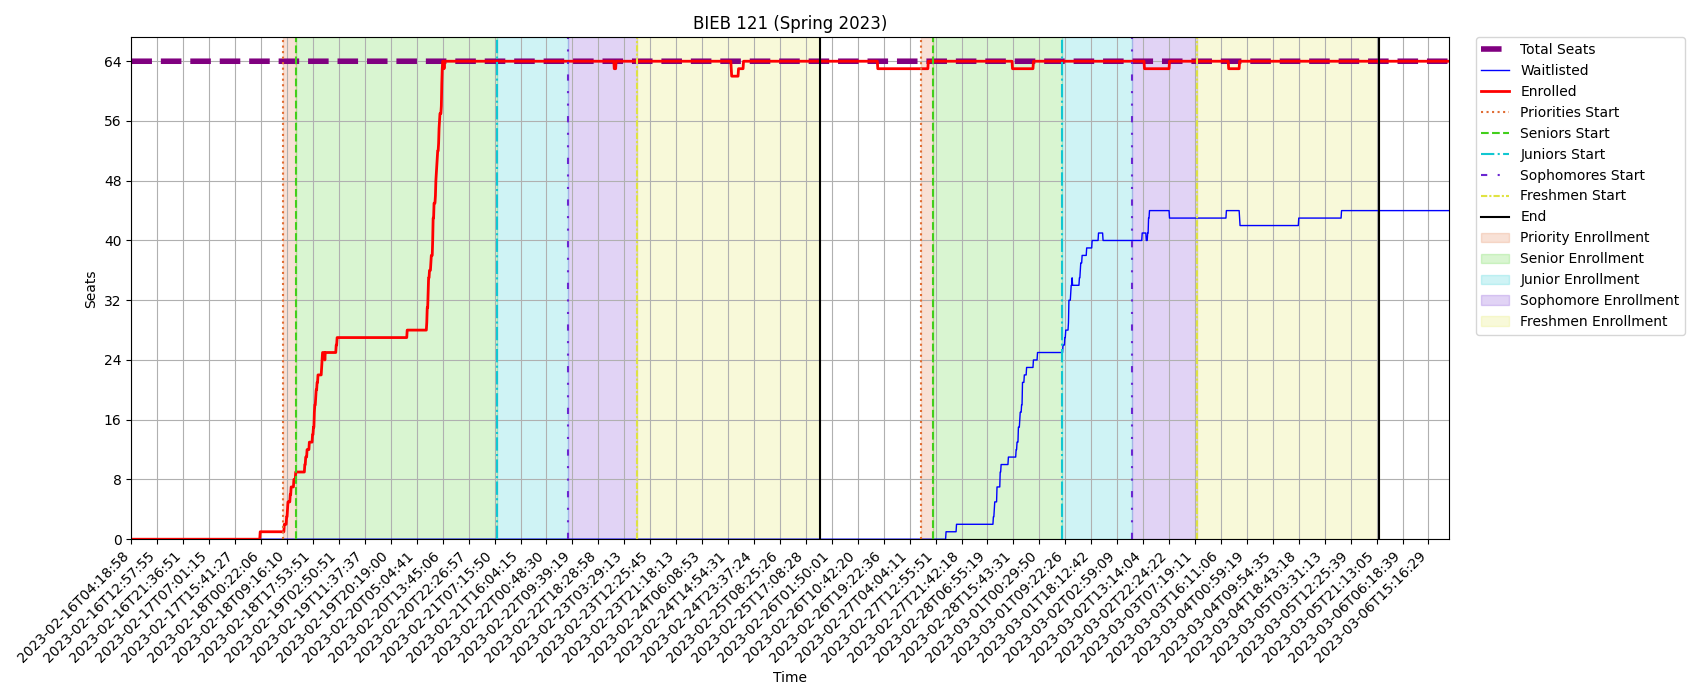 BIEB 121 (Spring 2023)
Total Seats
Waitlisted
Enrolled
Priorities Start
Seniors Start
Juniors Start
Sophomores Start
Freshmen Start
End
Priority Enrollment
Senior Enrollment
Junior Enrollment
Sophomore Enrollment
Freshmen Enrollment
Seats
64
56
48
40
32
24
16
8
0
2023-02-16T04:18:58
2023-02-16T12:57:55
2023-02-16T21:36:51
2023-02-17T07:01:15
2023-02-17T15:41:27
2023-02-18T00:22:06
2023-02-18T09:16:10
2023-02-18T17:53:51
2023-02-19T02:50:51
2023-02-19T11:37:37
2023-02-19T20:19:00
2023-02-20T05:04:41
2023-02-20T13:45:06
2023-02-20T22:26:57
2023-02-21T07:15:50
2023-02-21T16:04:15
2023-02-22T00:48:30
2023-02-22T09:39:19
2023-02-22T18:28:58
2023-02-23T03:29:13
2023-02-23T12:25:45
2023-02-23T21:18:13
2023-02-24T06:08:53
2023-02-24T14:54:31
2023-02-24T23:37:24
2023-02-25T08:25:26
2023-02-25T17:08:28
2023-02-26T01:50:01
2023-02-26T10:42:20
2023-02-26T19:22:36
2023-02-27T04:04:11
2023-02-27T12:55:51
2023-02-27T21:42:18
2023-02-28T06:55:19
2023-02-28T15:43:31
2023-03-01T00:29:50
2023-03-01T09:22:26
2023-03-01T18:12:42
2023-03-02T02:59:09
2023-03-02T13:14:04
2023-03-02T22:24:22
2023-03-03T07:19:11
2023-03-03T16:11:06
2023-03-04T00:59:19
2023-03-04T09:54:35
2023-03-04T18:43:18
2023-03-05T03:31:13
2023-03-05T12:25:39
2023-03-05T21:13:05
2023-03-06T06:18:39
2023-03-06T15:16:29
Time